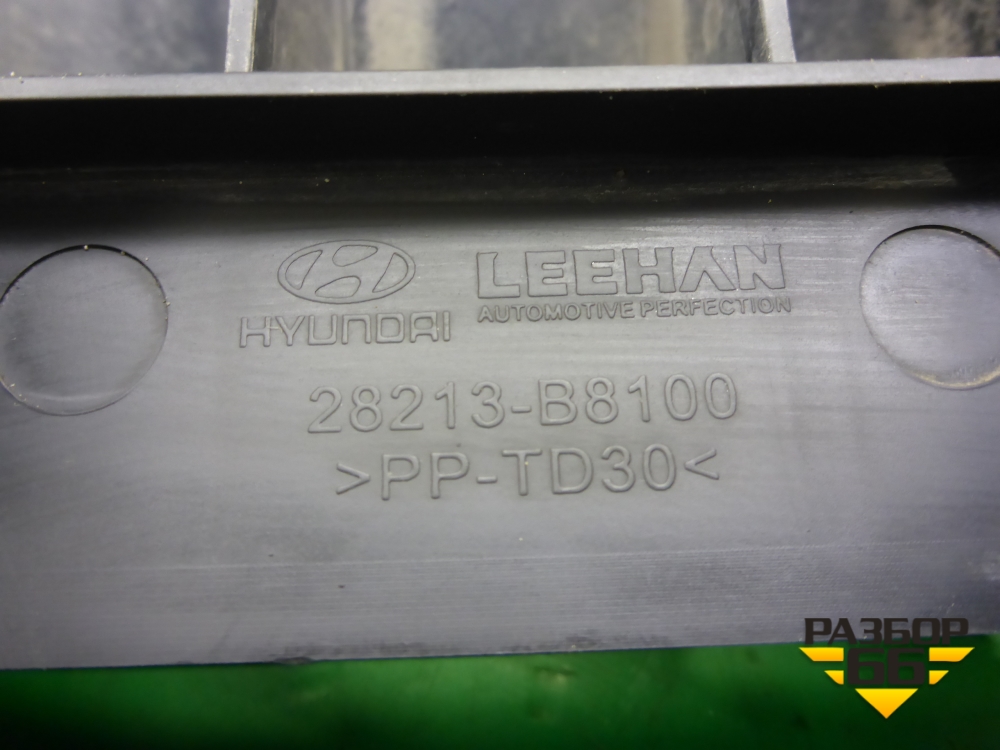 HYUNDAI
LEEHAN
AUTOMOTIVE PERFECTION
28213-B8100
>PP-TD30<
РАЗБОР
66